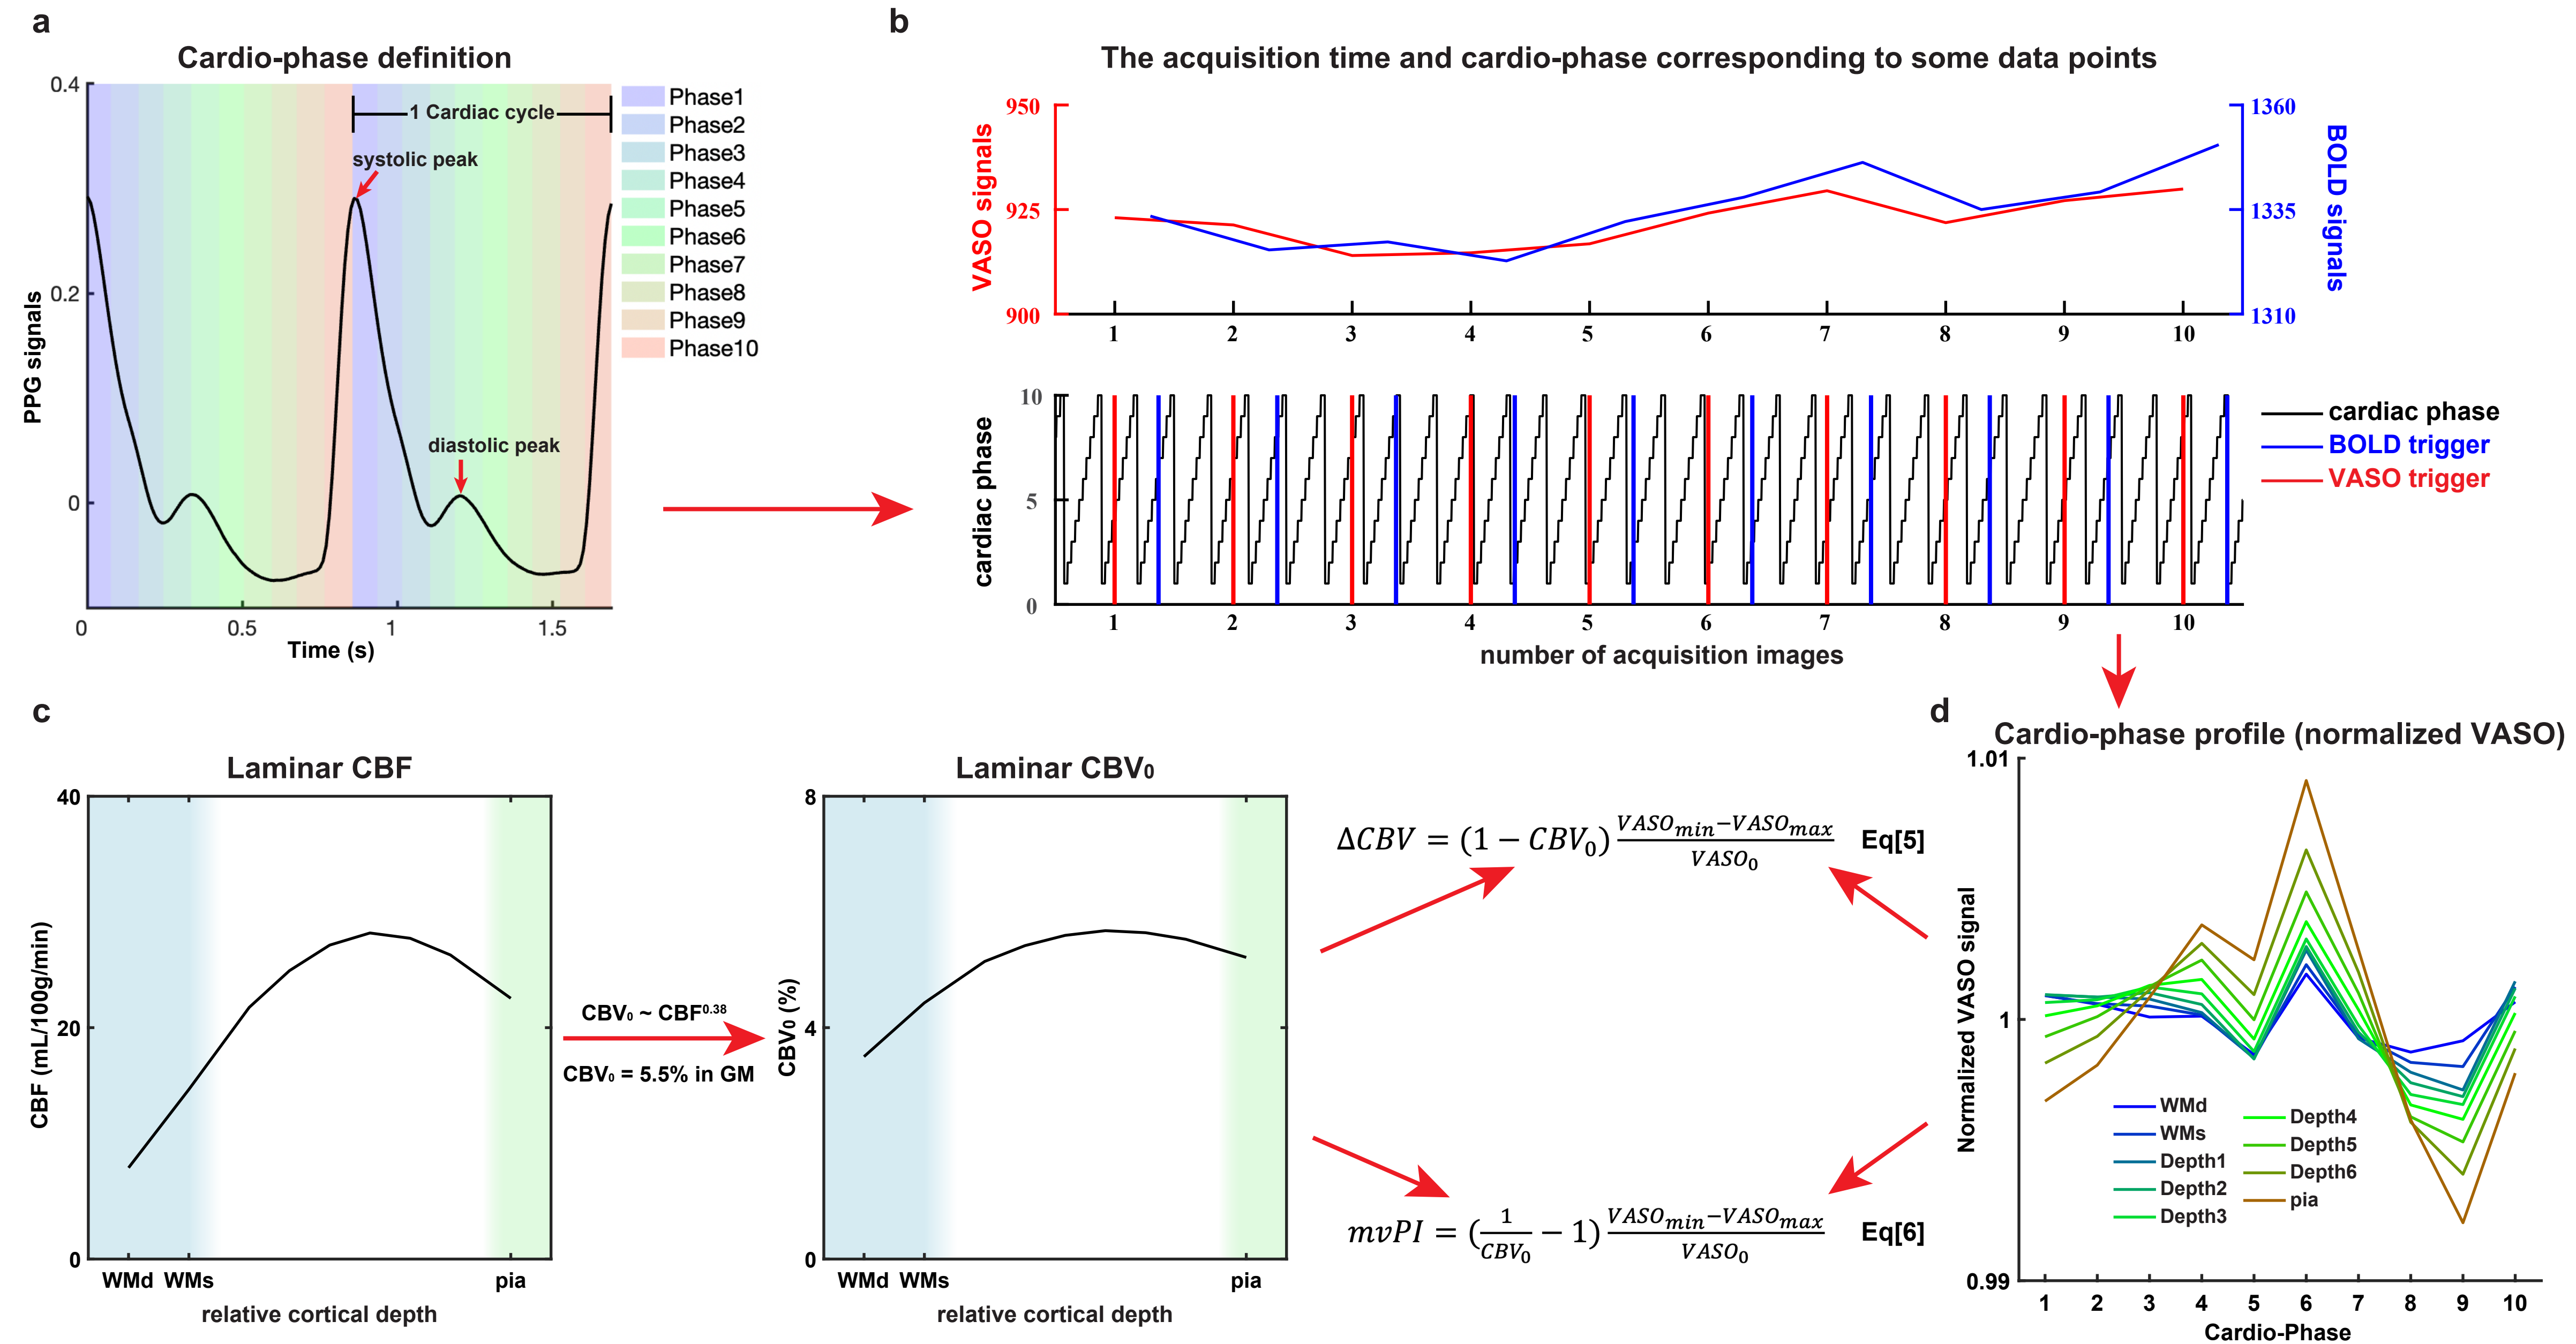 a
Cardio-phase definition
0.4
0.2
0
PPG signals
1 Cardiac cycle
systolic peak
diastolic peak
0 0.5 1 1.5
Time (s)
Phase1
Phase2
Phase3
Phase4
Phase5
Phase6
Phase7
Phase8
Phase9
Phase10
b
The acquisition time and cardio-phase corresponding to some data points
950
925
900
VASO signals
1360
1335
1310
BOLD signals
1 2 3 4 5 6 7 8 9 10
10
5
0
cardiac phase
1 2 3 4 5 6 7 8 9 10
number of acquisition images
cardiac phase
BOLD trigger
VASO trigger
c
Laminar CBF
40
20
0
CBF (mL/100g/min)
WMd WMs pia
relative cortical depth
CBV₀ ~ CBF⁰·³⁸
CBV₀ = 5.5% in GM
Laminar CBV₀
8
4
0
CBV₀ (%)
WMd WMs pia
relative cortical depth
ΔCBV = (1 − CBV₀) VASOmin−VASOmax / VASO₀ Eq[5]
mvPI = (1/CBV₀ − 1) VASOmin−VASOmax / VASO₀ Eq[6]
d
Cardio-phase profile (normalized VASO)
1.01
1
0.99
Normalized VASO signal
WMd
WMs
Depth1
Depth2
Depth3
Depth4
Depth5
Depth6
pia
1 2 3 4 5 6 7 8 9 10
Cardio-Phase